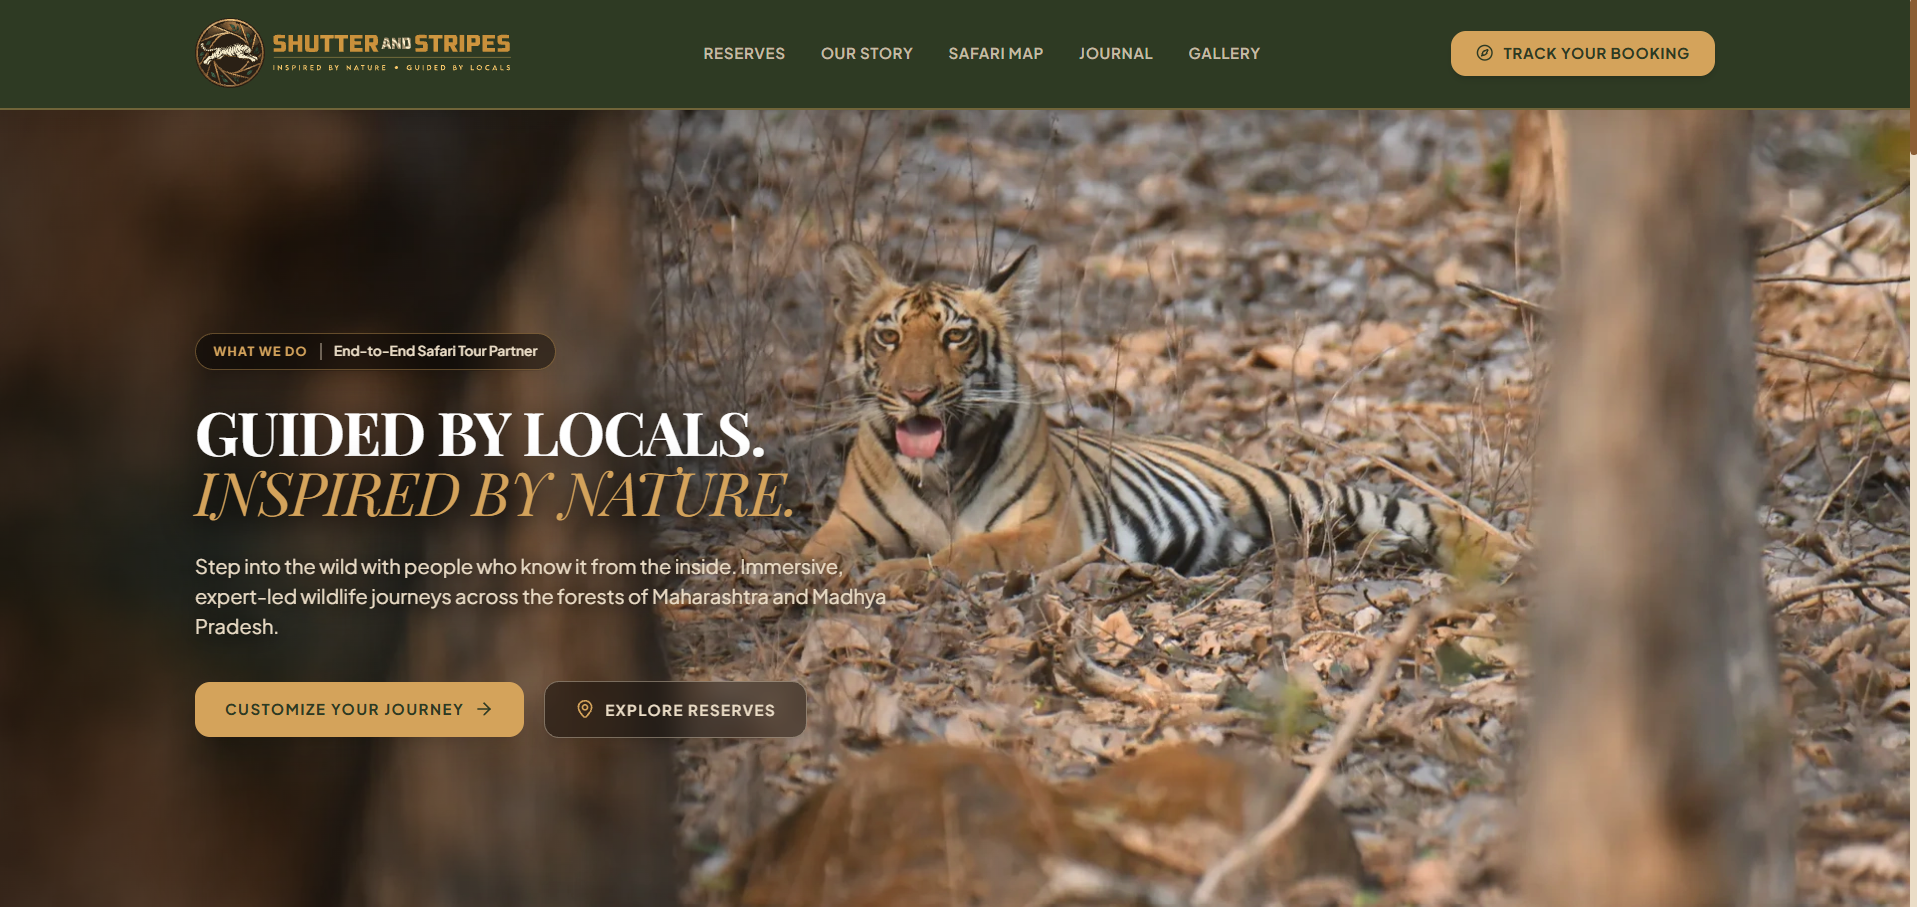 SHUTTER AND STRIPES
INSPIRED BY NATURE • GUIDED BY LOCALS
RESERVES
OUR STORY
SAFARI MAP
JOURNAL
GALLERY
TRACK YOUR BOOKING
WHAT WE DO | End-to-End Safari Tour Partner
GUIDED BY LOCALS.
INSPIRED BY NATURE.
Step into the wild with people who know it from the inside. Immersive,
expert-led wildlife journeys across the forests of Maharashtra and Madhya
Pradesh.
CUSTOMIZE YOUR JOURNEY →
EXPLORE RESERVES